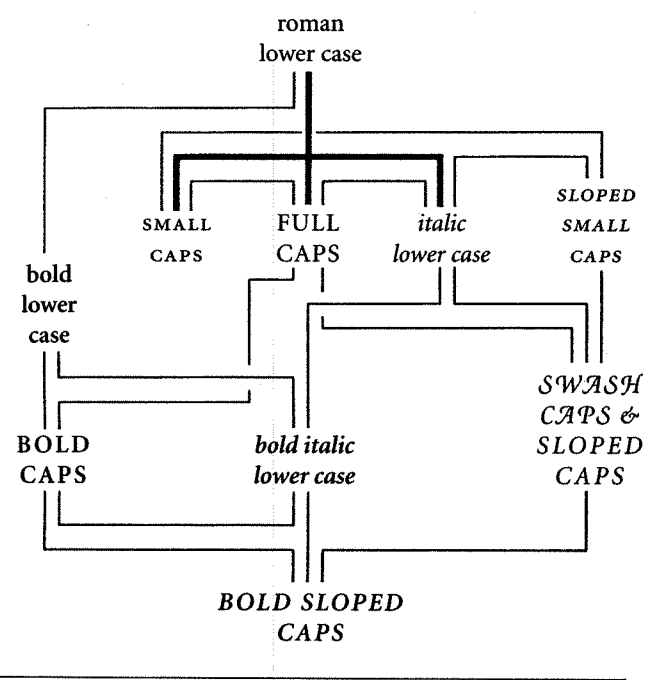 roman
lower case
SLOPED
SMALL
CAPS
SMALL
CAPS
FULL
CAPS
italic
lower case
bold
lower
case
SWASH
CAPS &
SLOPED
CAPS
BOLD
CAPS
bold italic
lower case
BOLD SLOPED
CAPS